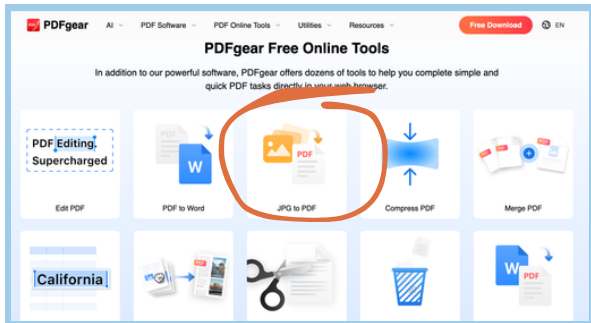 PDFgear AI PDF Software PDF Online Tools Utilities Resources Free Download EN
PDFgear Free Online Tools
In addition to our powerful software, PDFgear offers dozens of tools to help you complete simple and
quick PDF tasks directly in your web browser.
PDF Editing.
Supercharged
Edit PDF
PDF
W
PDF to Word
PDF
JPG to PDF
Compress PDF
Merge PDF
California
W
PDF